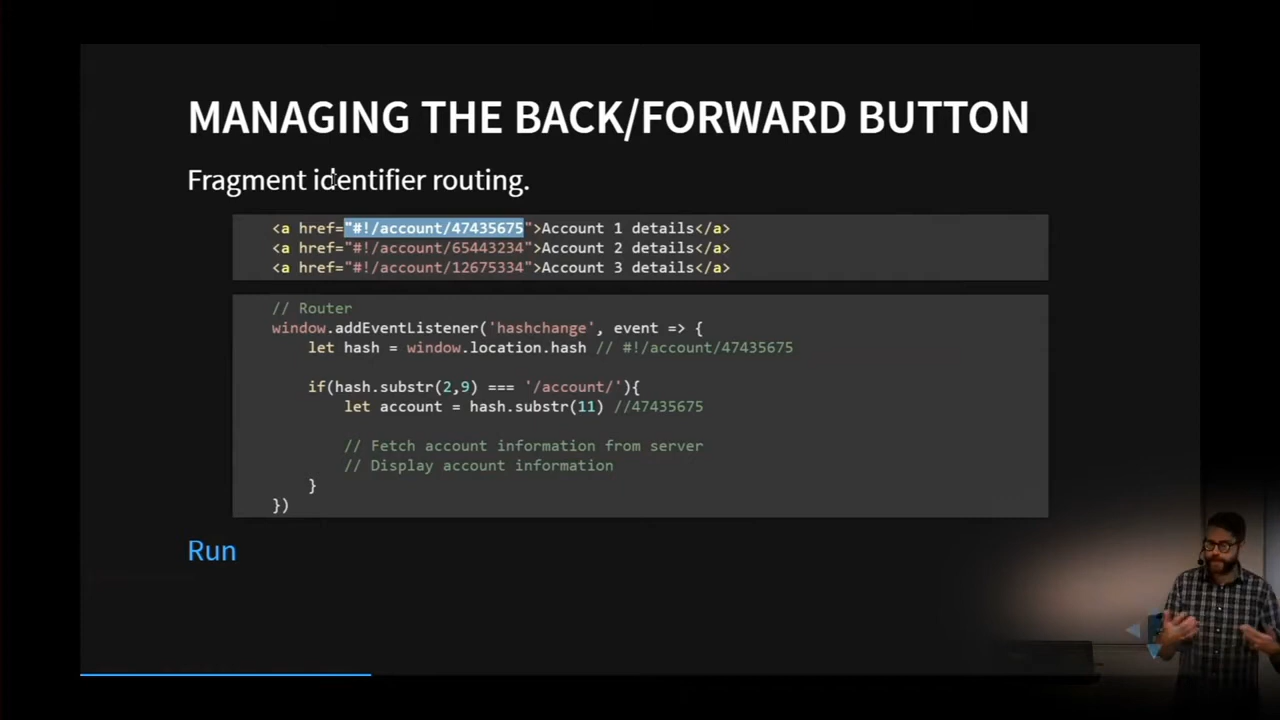 MANAGING THE BACK/FORWARD BUTTON
Fragment identifier routing.
<a href="#!/account/47435675">Account 1 details</a>
<a href="#!/account/65443234">Account 2 details</a>
<a href="#!/account/12675334">Account 3 details</a>
// Router
window.addEventListener('hashchange', event => {
    let hash = window.location.hash // #!/account/47435675
    if(hash.substr(2,9) === '/account/'){
        let account = hash.substr(11) //47435675
        // Fetch account information from server
        // Display account information
    }
})
Run